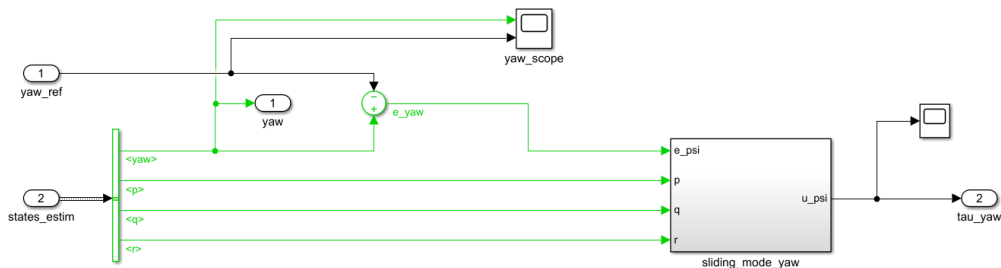 yaw_scope
1
yaw_ref
−
+
e_yaw
1
yaw
<yaw>
e_psi
<p>
p
2
states_estim
<q>
q
u_psi
2
tau_yaw
<r>
r
sliding_mode_yaw